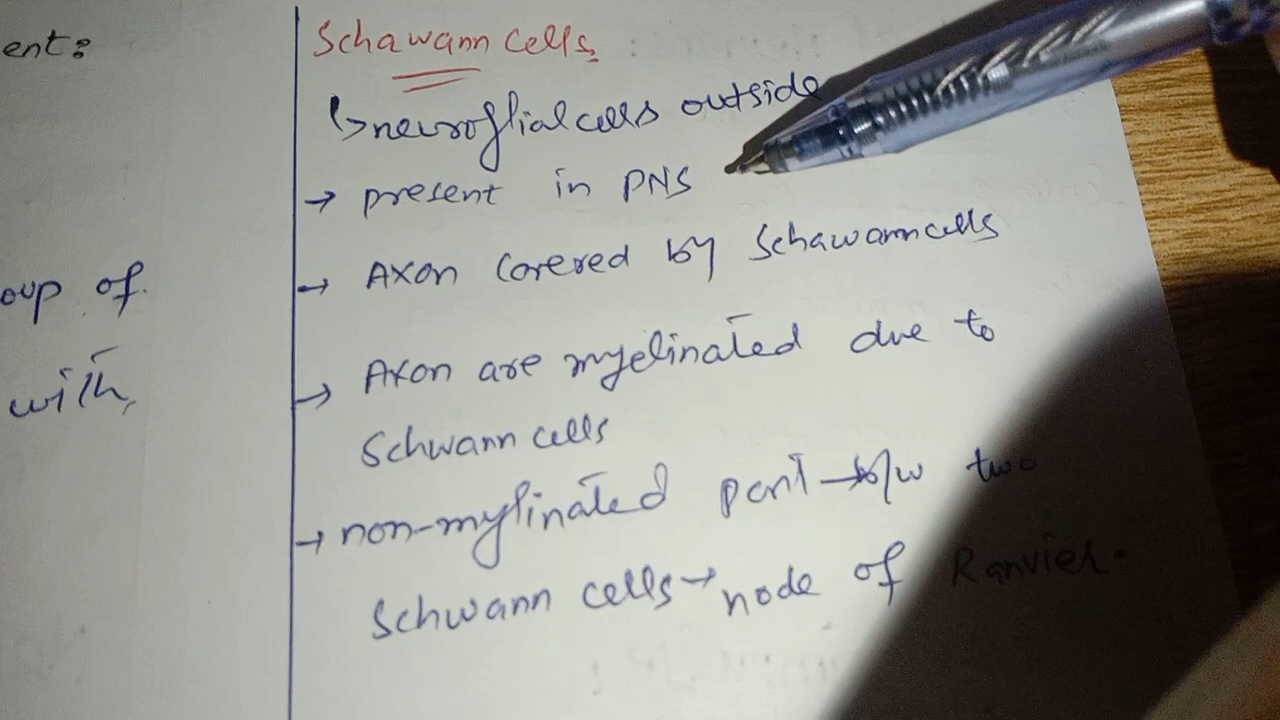 ent:
oup of
with,
Schawann cells
↳ neuroglial cells outside
→ present in PNS
→ Axon covered by Schawann cells
→ Axon are myelinated due to
Schwann cells
→ non-mylinated part → b/w two
Schwann cells → node of Ranvier.